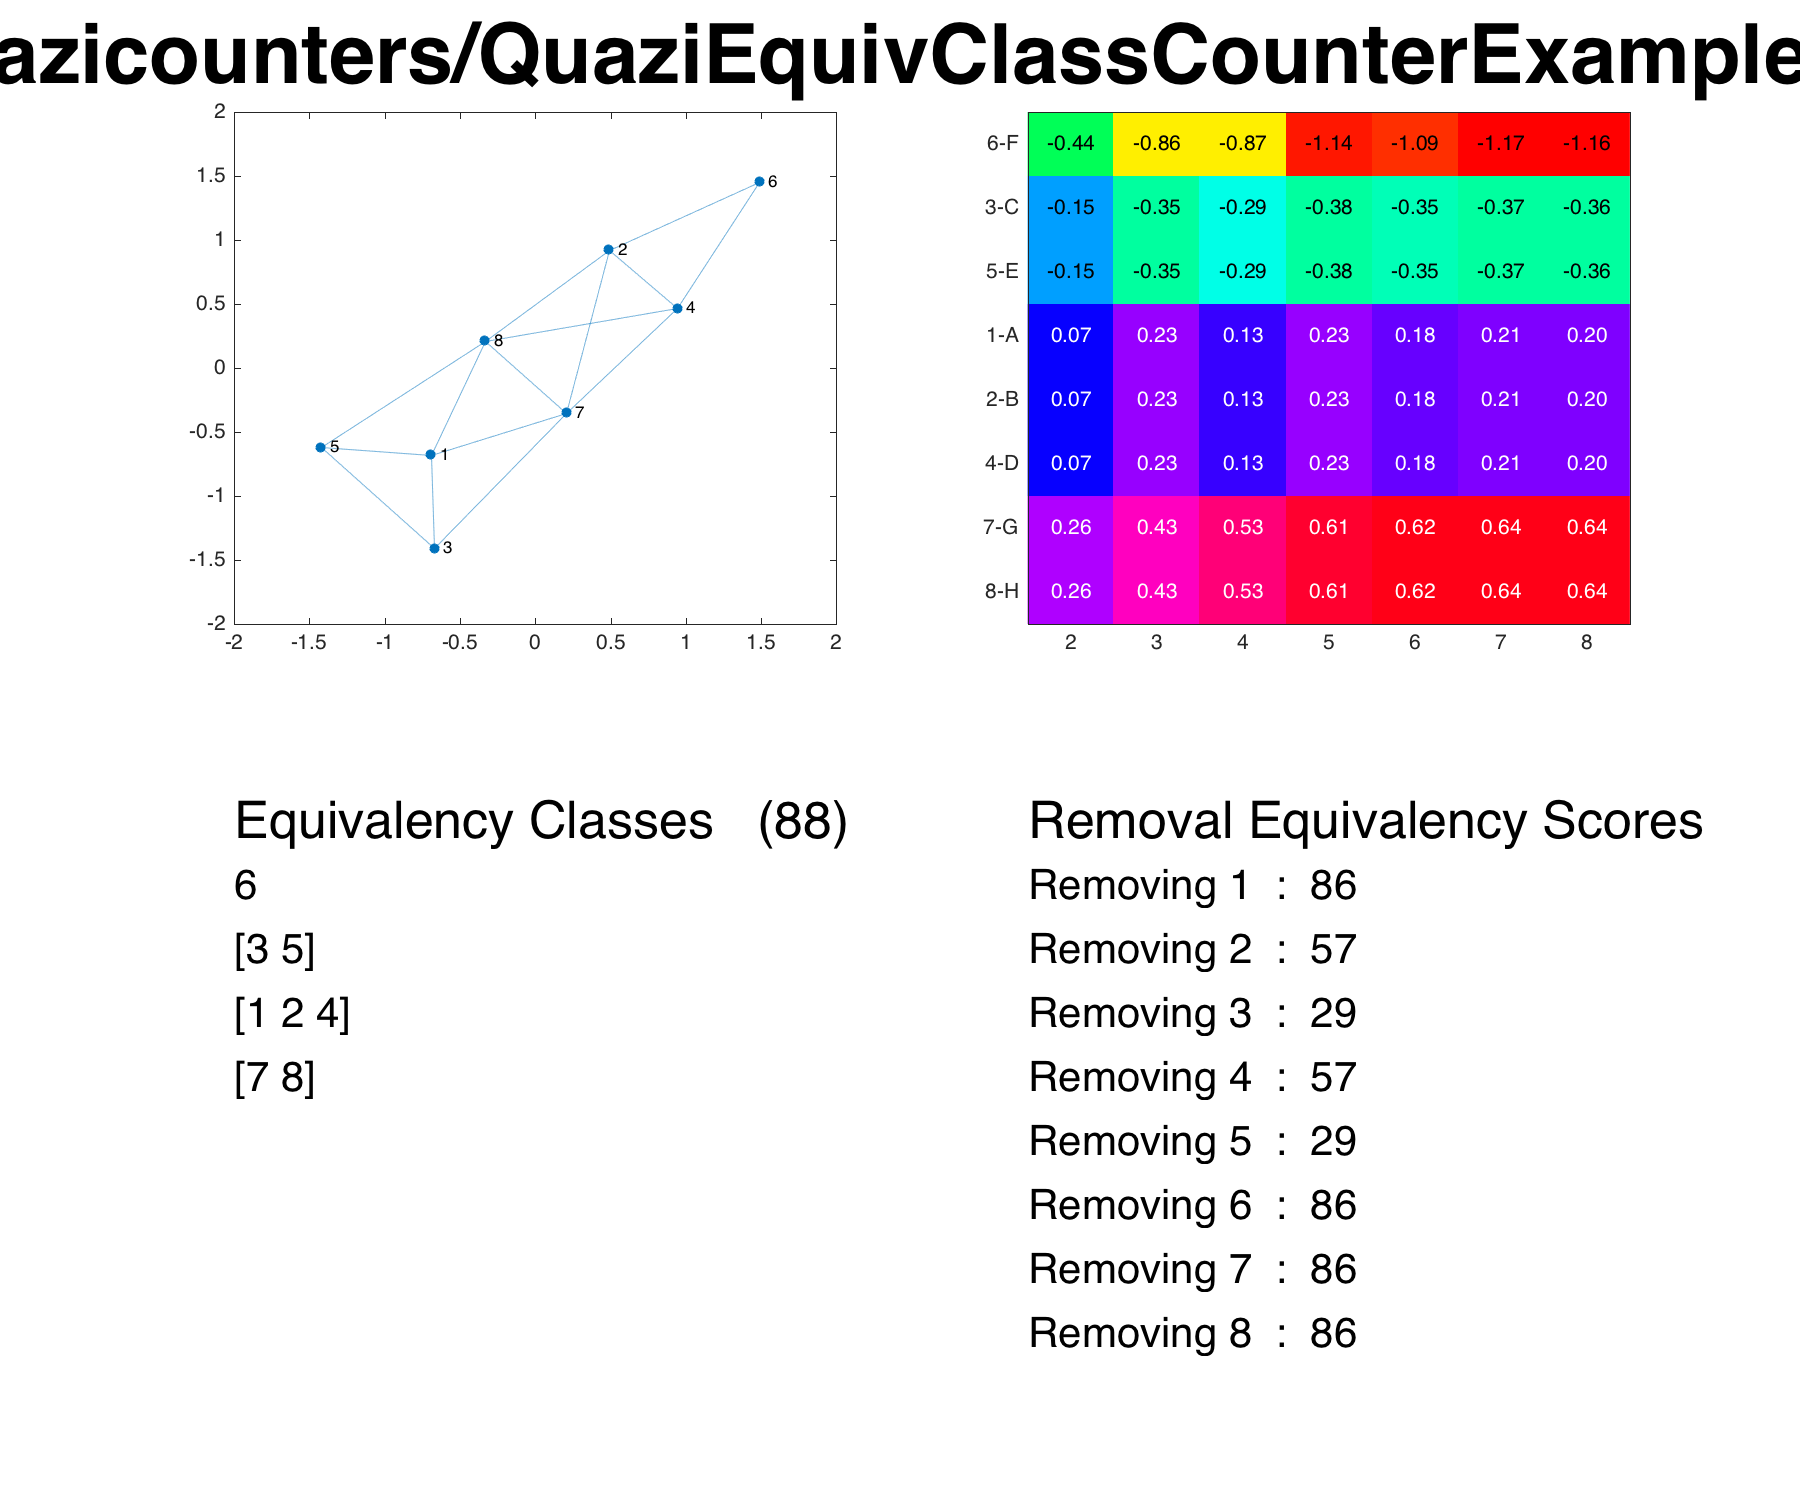 azicounters/QuaziEquivClassCounterExample
2
1.5
1
0.5
0
-0.5
-1
-1.5
-2
-2 -1.5 -1 -0.5 0 0.5 1 1.5 2
6
2
4
8
7
5
1
3
6-F -0.44 -0.86 -0.87 -1.14 -1.09 -1.17 -1.16
3-C -0.15 -0.35 -0.29 -0.38 -0.35 -0.37 -0.36
5-E -0.15 -0.35 -0.29 -0.38 -0.35 -0.37 -0.36
1-A 0.07 0.23 0.13 0.23 0.18 0.21 0.20
2-B 0.07 0.23 0.13 0.23 0.18 0.21 0.20
4-D 0.07 0.23 0.13 0.23 0.18 0.21 0.20
7-G 0.26 0.43 0.53 0.61 0.62 0.64 0.64
8-H 0.26 0.43 0.53 0.61 0.62 0.64 0.64
2 3 4 5 6 7 8
Equivalency Classes (88)
6
[3 5]
[1 2 4]
[7 8]
Removal Equivalency Scores
Removing 1 : 86
Removing 2 : 57
Removing 3 : 29
Removing 4 : 57
Removing 5 : 29
Removing 6 : 86
Removing 7 : 86
Removing 8 : 86